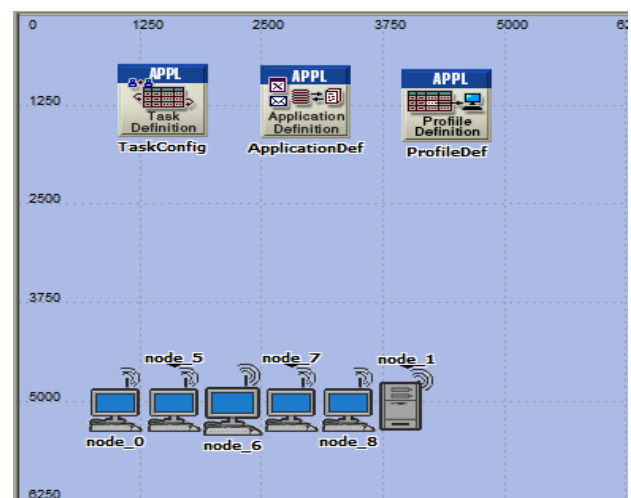 0 1250 2500 3750 5000
APPL APPL APPL
1250
Task Definition Application Definition Profile Definition
TaskConfig ApplicationDef ProfileDef
2500
3750
node_5 node_7 node_1
5000
node_0 node_6 node_8
6250